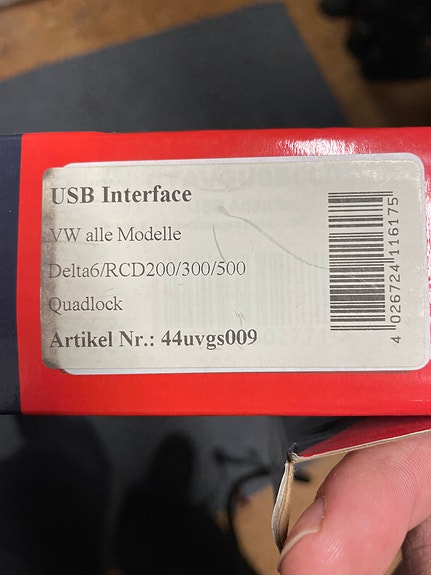 USB Interface
VW alle Modelle
Delta6/RCD200/300/500
Quadlock
Artikel Nr.: 44uvgs009
4 026724 116175